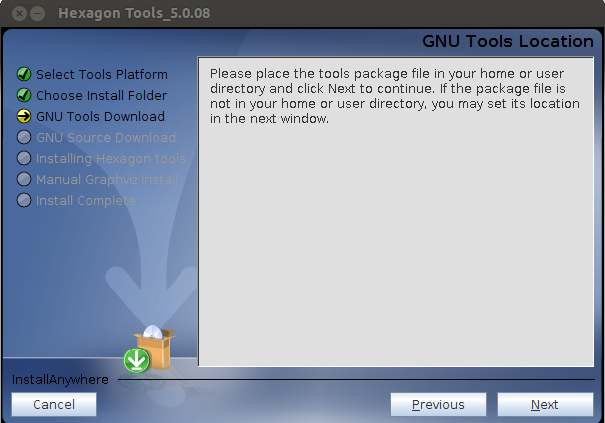 Hexagon Tools_5.0.08
GNU Tools Location
Select Tools Platform
Choose Install Folder
GNU Tools Download
GNU Source Download
Installing Hexagon tools
Manual Graphviz Install
Install Complete
Please place the tools package file in your home or user
directory and click Next to continue. If the package file is
not in your home or user directory, you may set its location
in the next window.
InstallAnywhere
Cancel
Previous
Next